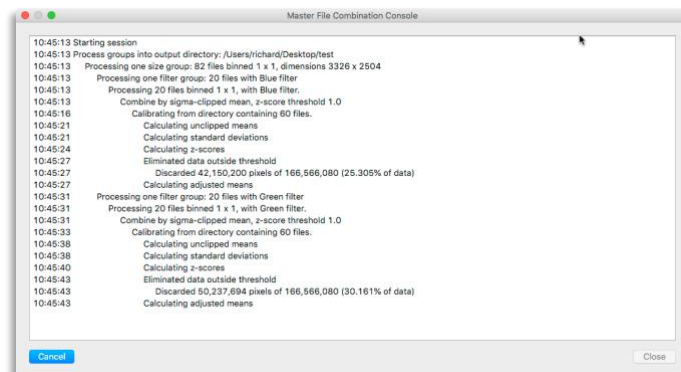 Master File Combination Console
10:45:13 Starting session
10:45:13 Process groups into output directory: /Users/richard/Desktop/test
10:45:13 Processing one size group: 82 files binned 1 x 1, dimensions 3326 x 2504
10:45:13 Processing one filter group: 20 files with Blue filter
10:45:13 Processing 20 files binned 1 x 1, with Blue filter.
10:45:13 Combine by sigma-clipped mean, z-score threshold 1.0
10:45:16 Calibrating from directory containing 60 files.
10:45:21 Calculating unclipped means
10:45:21 Calculating standard deviations
10:45:24 Calculating z-scores
10:45:27 Eliminated data outside threshold
10:45:27 Discarded 42,150,200 pixels of 166,566,080 (25.305% of data)
10:45:27 Calculating adjusted means
10:45:31 Processing one filter group: 20 files with Green filter
10:45:31 Processing 20 files binned 1 x 1, with Green filter.
10:45:31 Combine by sigma-clipped mean, z-score threshold 1.0
10:45:33 Calibrating from directory containing 60 files.
10:45:38 Calculating unclipped means
10:45:38 Calculating standard deviations
10:45:40 Calculating z-scores
10:45:43 Eliminated data outside threshold
10:45:43 Discarded 50,237,694 pixels of 166,566,080 (30.161% of data)
10:45:43 Calculating adjusted means
Cancel
Close